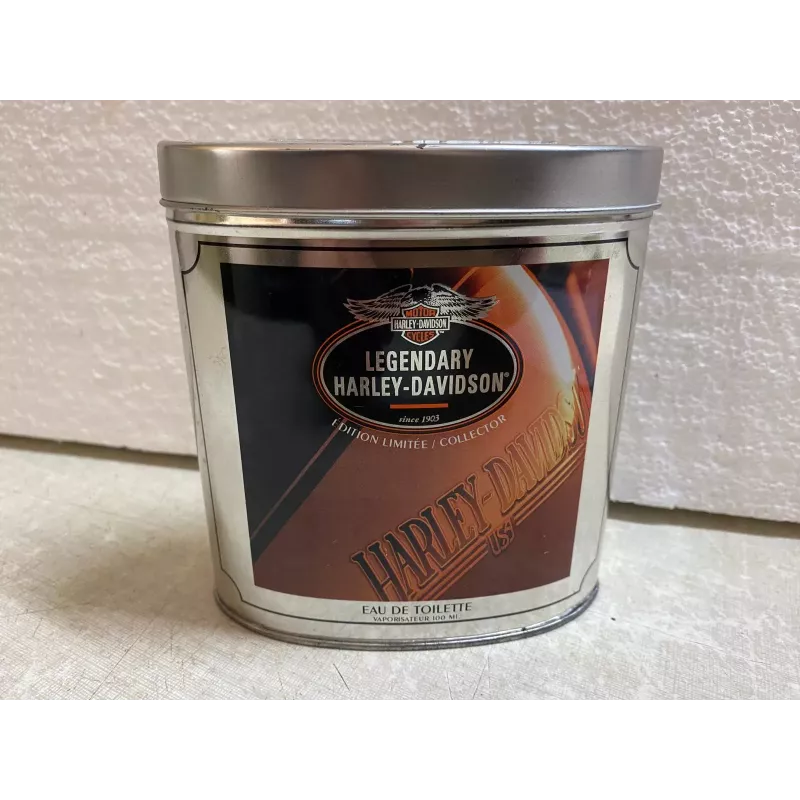 MOTOR
HARLEY-DAVIDSON
CYCLES
LEGENDARY
HARLEY-DAVIDSON®
since 1903
ÉDITION LIMITÉE / COLLECTOR
HARLEY-DAVIDSON
USA
EAU DE TOILETTE
VAPORISATEUR 100 ML